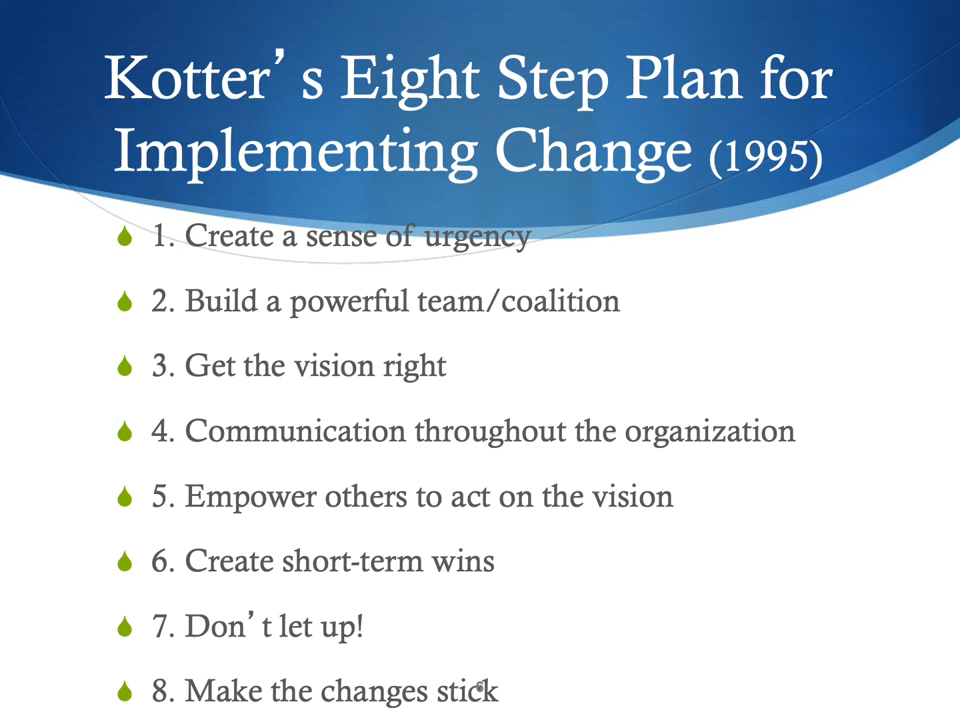 Kotter’s Eight Step Plan for
Implementing Change (1995)
1. Create a sense of urgency
2. Build a powerful team/coalition
3. Get the vision right
4. Communication throughout the organization
5. Empower others to act on the vision
6. Create short-term wins
7. Don’t let up!
8. Make the changes stick
6